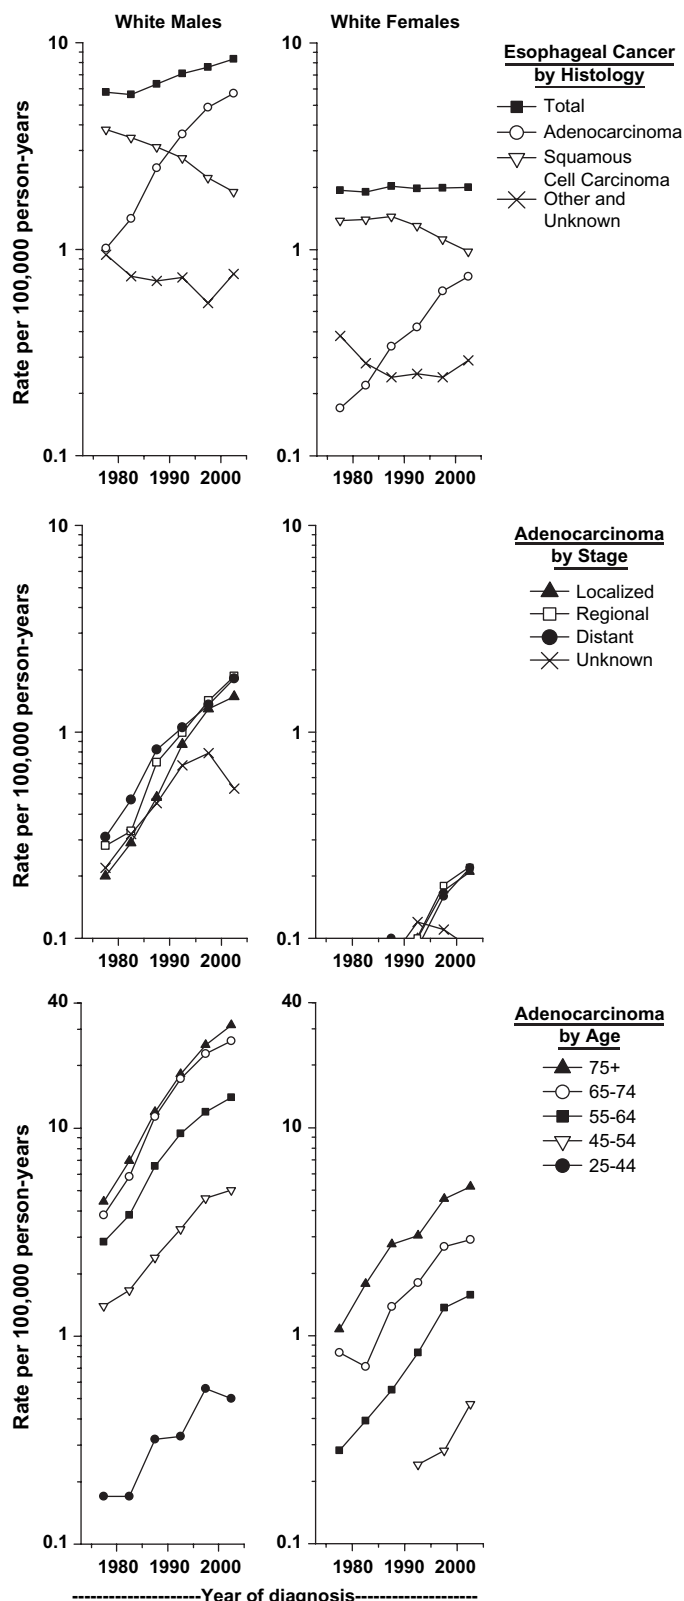 White Males
White Females
Esophageal Cancer
by Histology
Total
Adenocarcinoma
Squamous
Cell Carcinoma
Other and
Unknown
Rate per 100,000 person-years
10
1
0.1
1980 1990 2000
10
1
0.1
1980 1990 2000
Adenocarcinoma
by Stage
Localized
Regional
Distant
Unknown
Rate per 100,000 person-years
10
1
0.1
1980 1990 2000
10
1
0.1
1980 1990 2000
Adenocarcinoma
by Age
75+
65-74
55-64
45-54
25-44
Rate per 100,000 person-years
40
10
1
0.1
1980 1990 2000
40
10
1
0.1
1980 1990 2000
---------------------Year of diagnosis--------------------